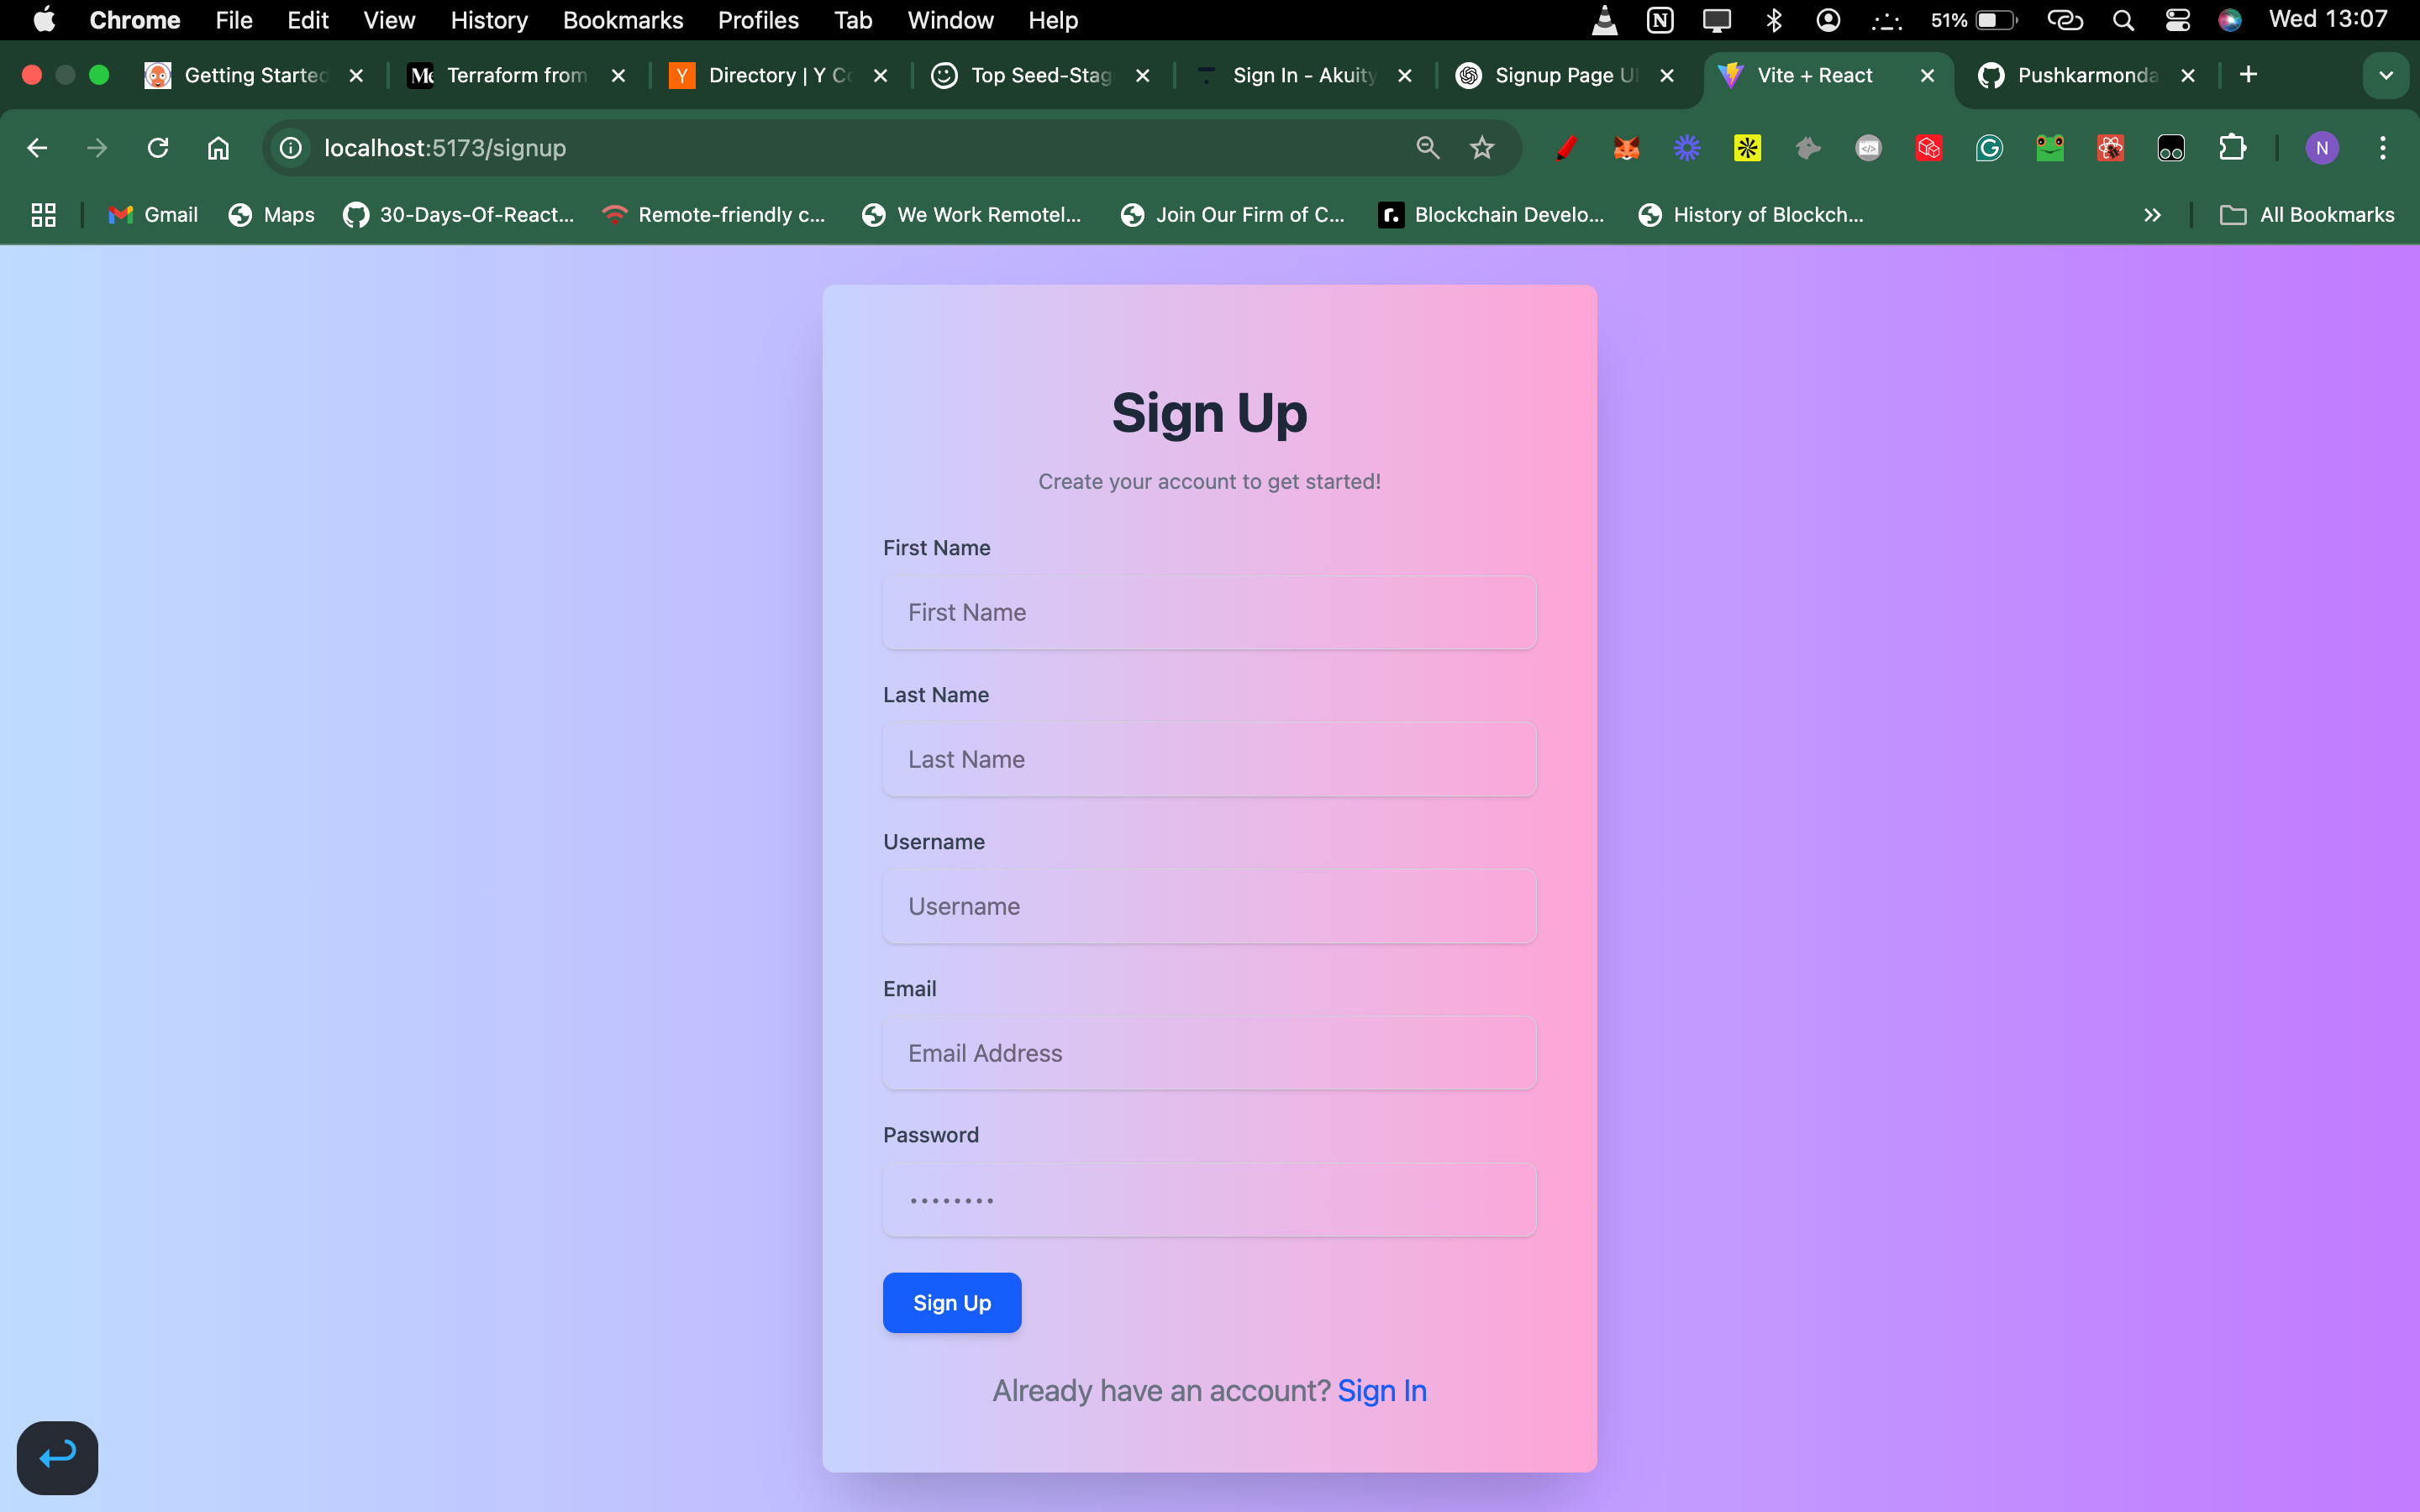 Chrome File Edit View History Bookmarks Profiles Tab Window Help 51% Wed 13:07
Getting Started Terraform from Directory | Y Co Top Seed-Stag Sign In - Akuity Signup Page UI Vite + React Pushkarmonda
localhost:5173/signup
Gmail Maps 30-Days-Of-React... Remote-friendly c... We Work Remotel... Join Our Firm of C... Blockchain Develo... History of Blockch... All Bookmarks
Sign Up
Create your account to get started!
First Name
First Name
Last Name
Last Name
Username
Username
Email
Email Address
Password
••••••••
Sign Up
Already have an account? Sign In